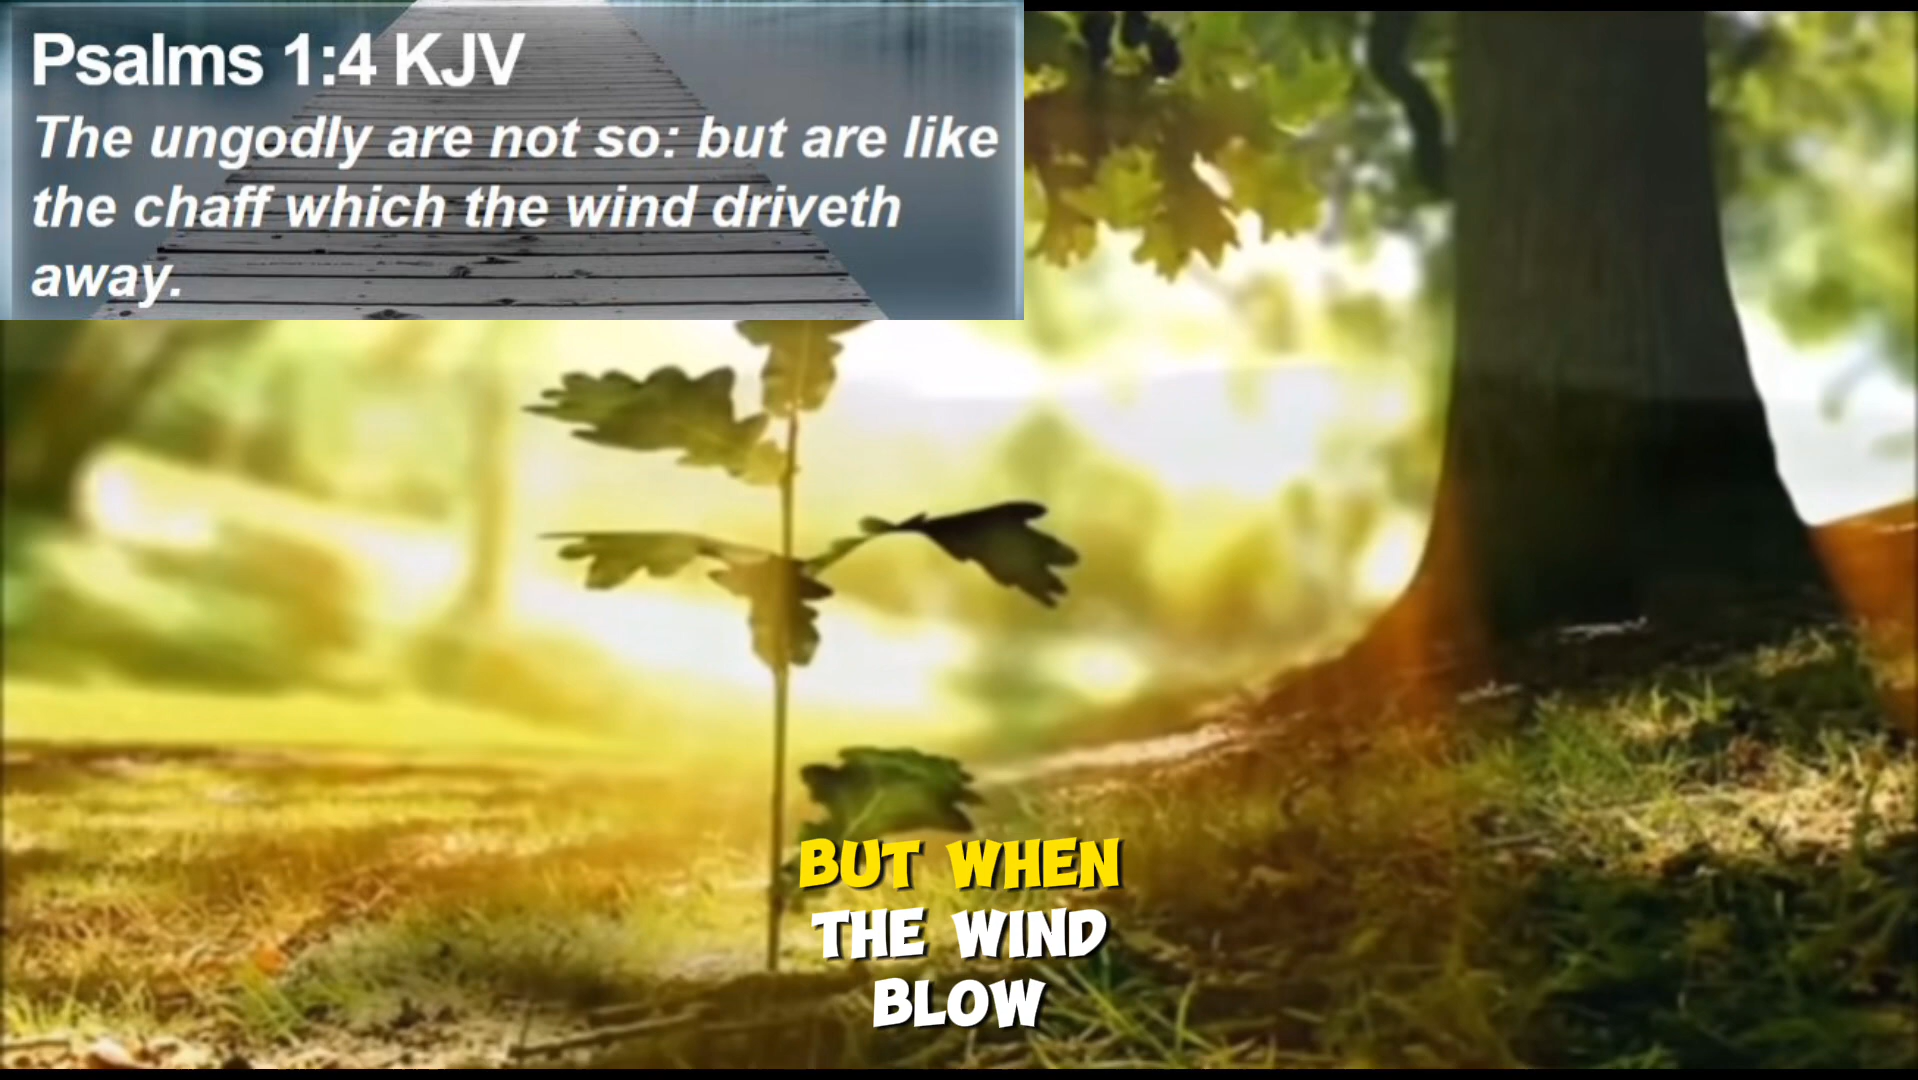 Psalms 1:4 KJV
The ungodly are not so: but are like
the chaff which the wind driveth
away.
BUT WHEN
THE WIND
BLOW